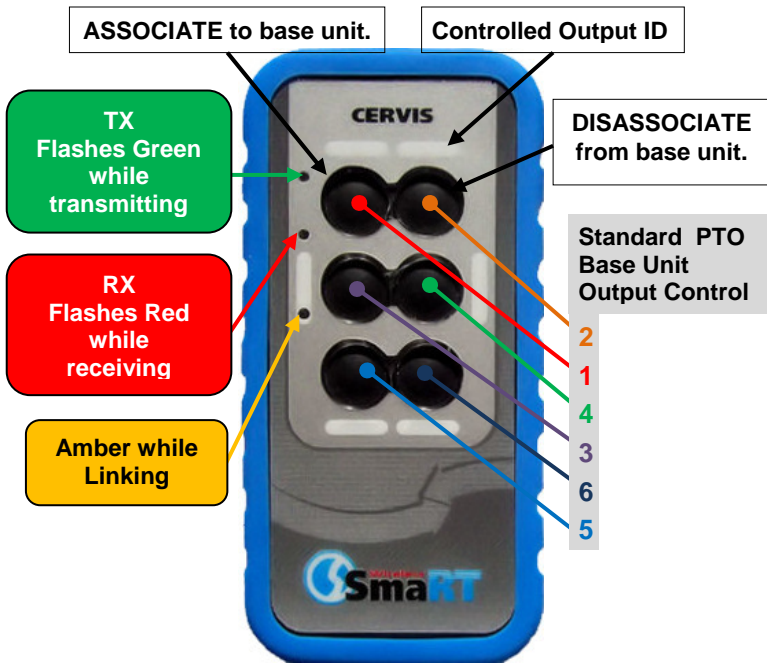 ASSOCIATE to base unit.
Controlled Output ID
TX
Flashes Green
while
transmitting
CERVIS
DISASSOCIATE
from base unit.
RX
Flashes Red
while
receiving
Standard PTO
Base Unit
Output Control
2
1
4
3
6
5
Amber while
Linking
SmaRT